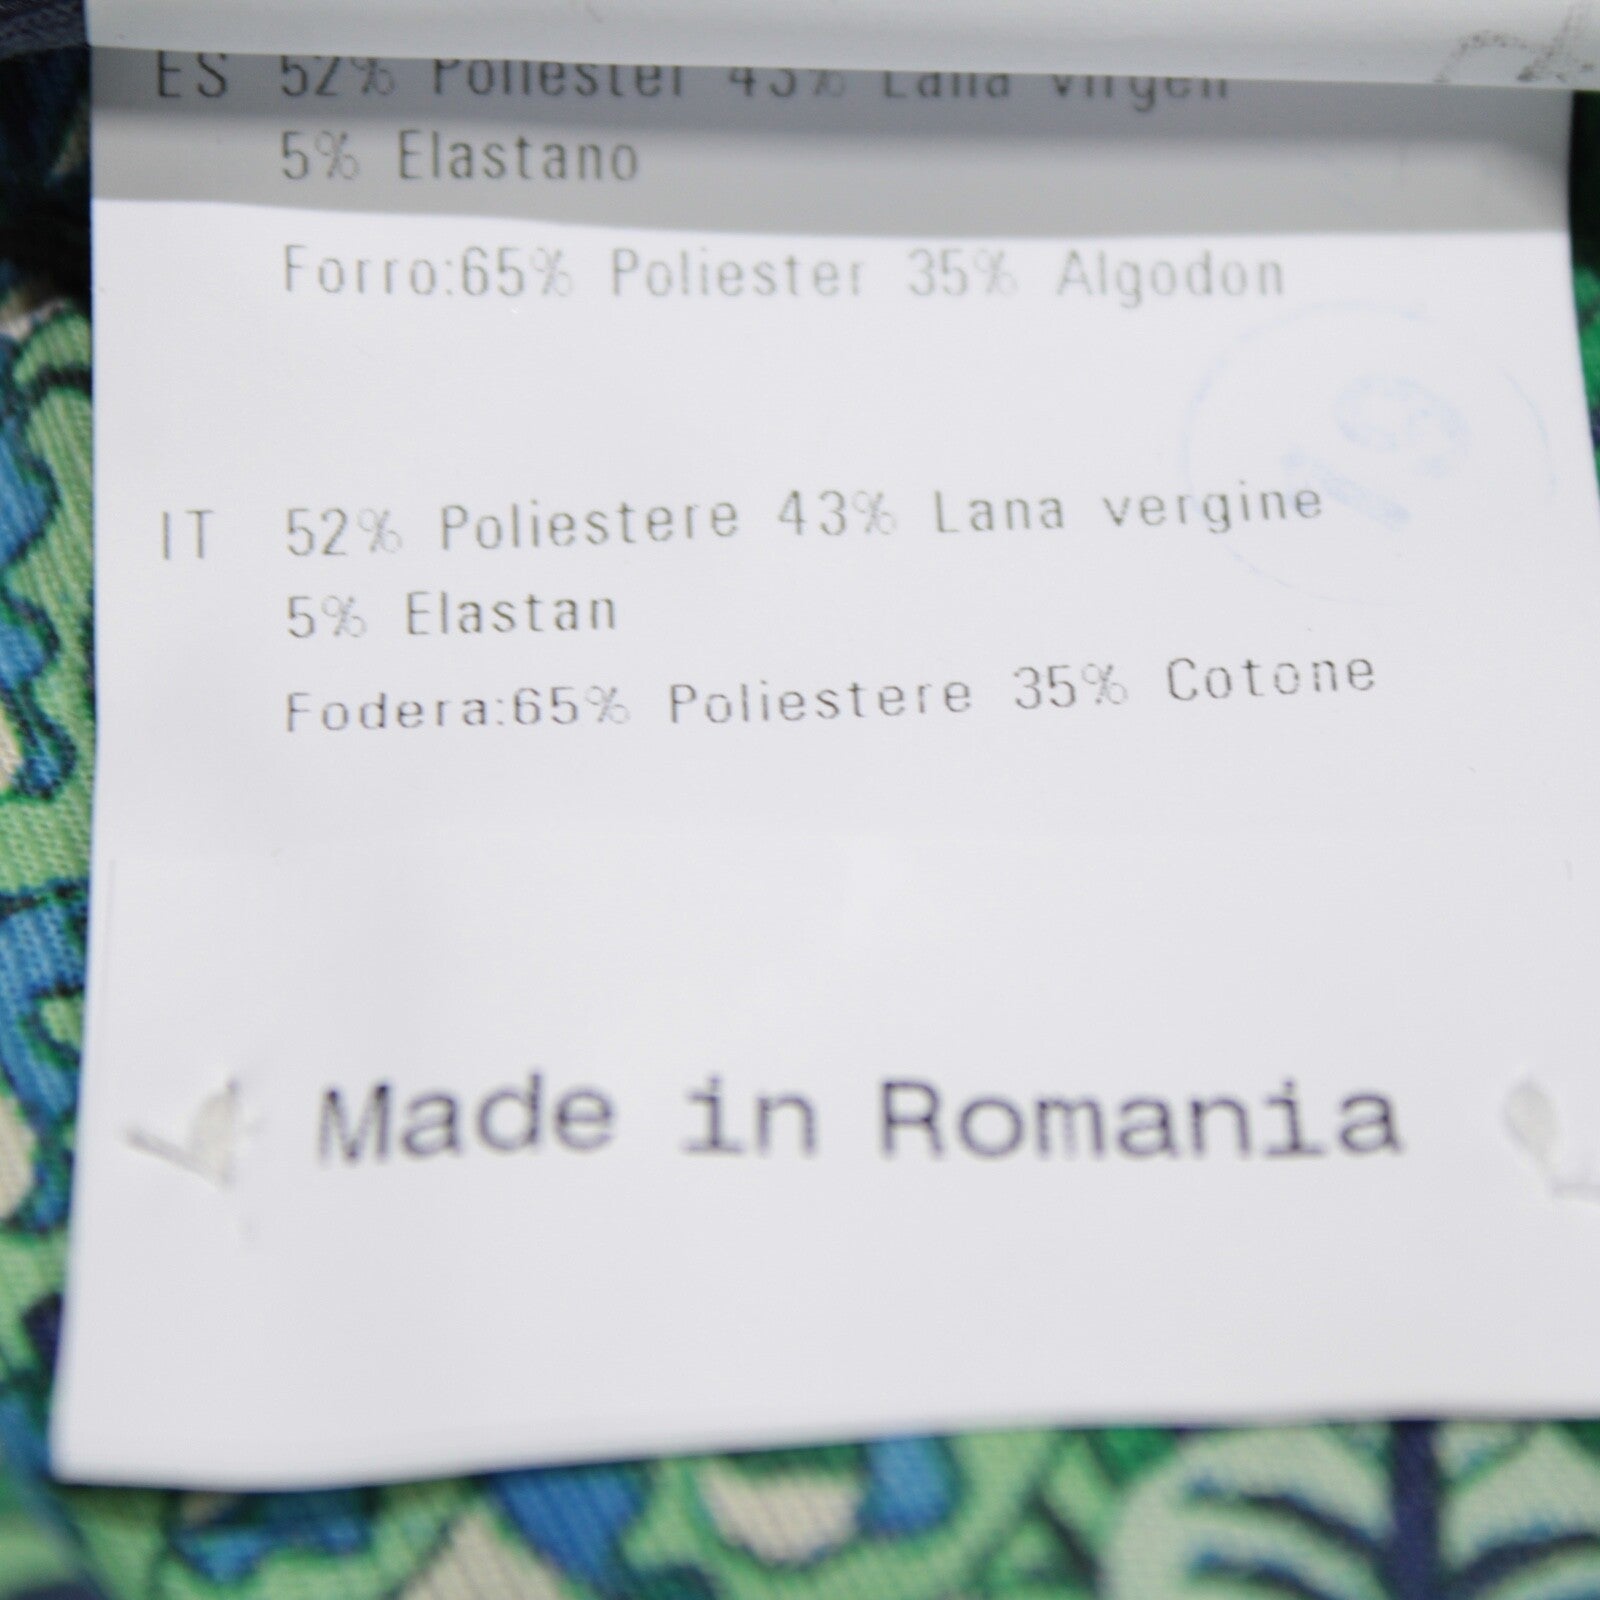 ES 52% Poliester 43% Lana virgen
5% Elastano
Forro:65% Poliester 35% Algodon
IT 52% Poliestere 43% Lana vergine
5% Elastan
Fodera:65% Poliestere 35% Cotone
Made in Romania